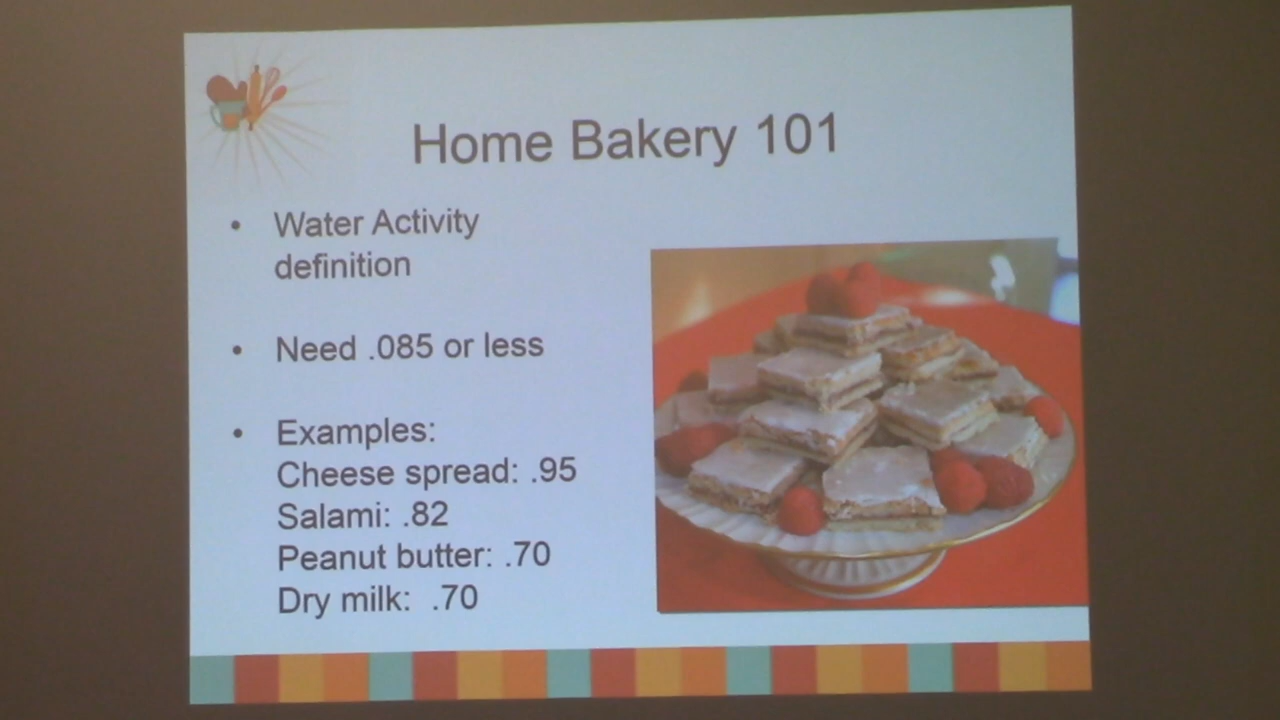 Home Bakery 101
• Water Activity
definition
• Need .085 or less
• Examples:
Cheese spread: .95
Salami: .82
Peanut butter: .70
Dry milk: .70